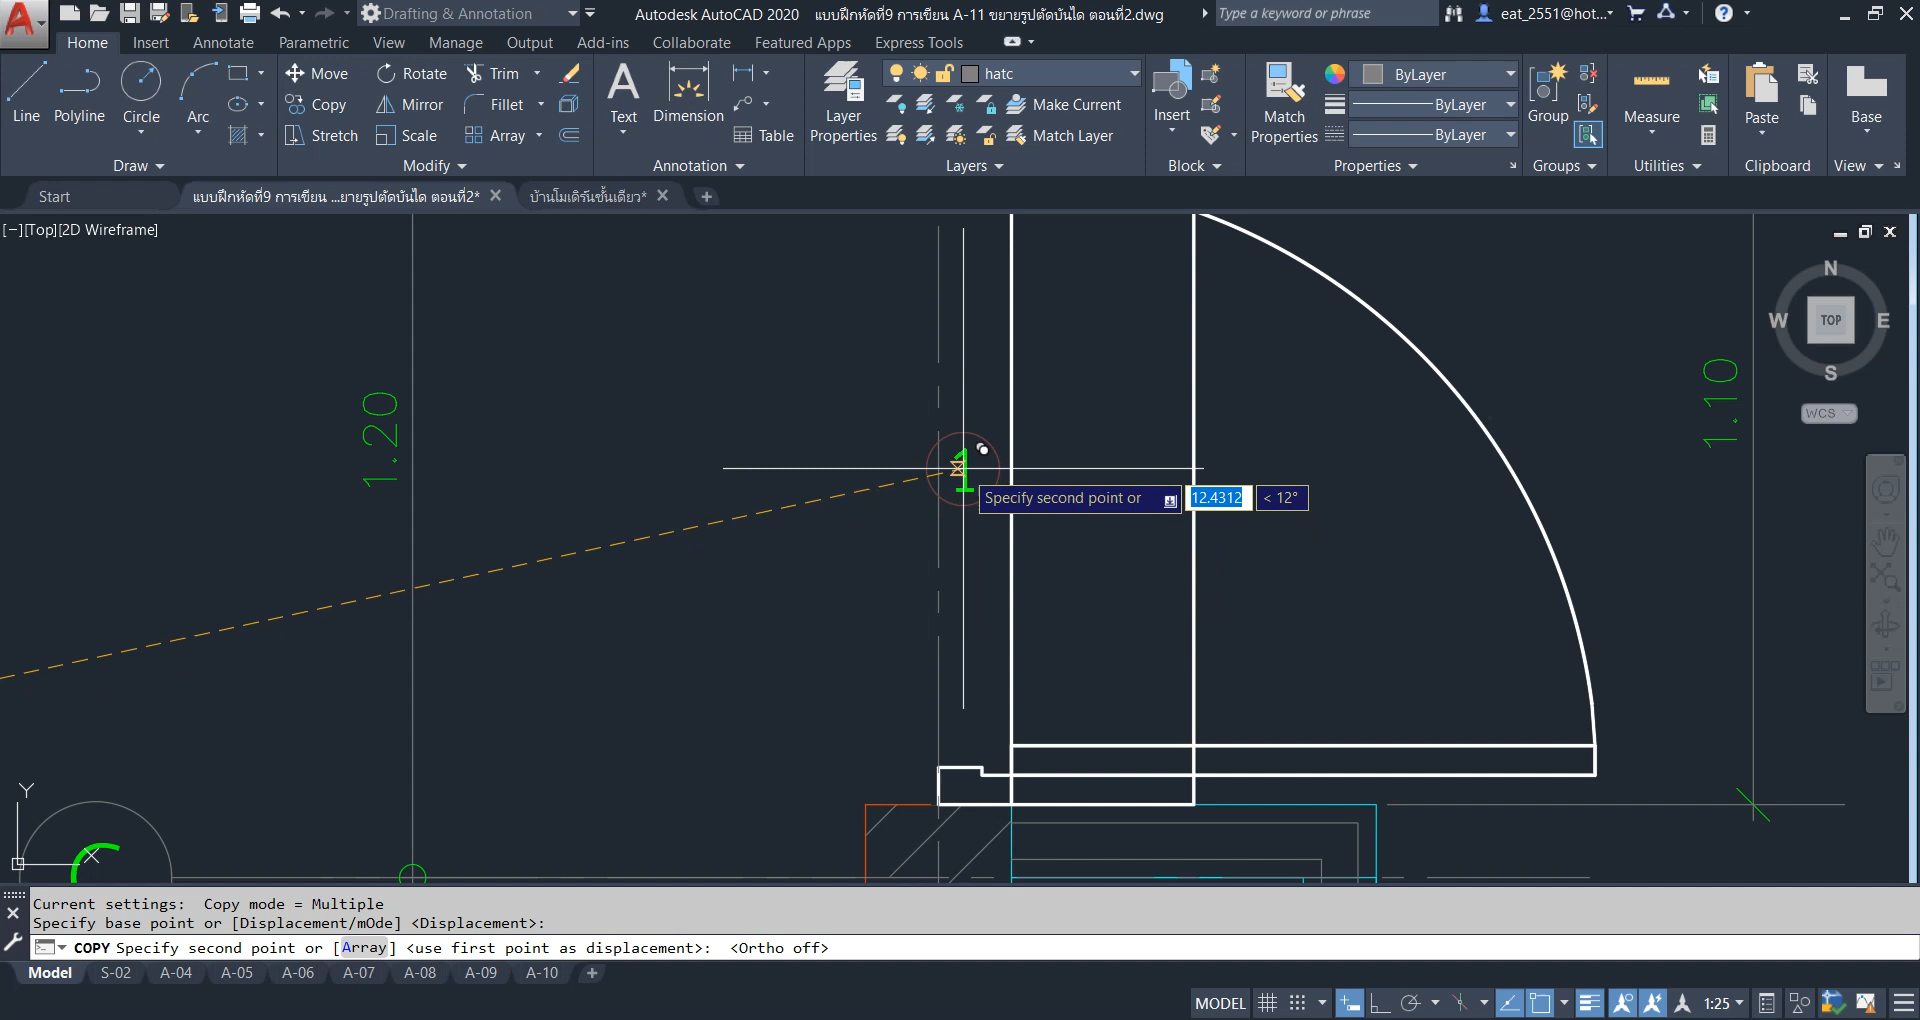 Drafting & Annotation
Autodesk AutoCAD 2020 แบบฝึกหัดที่9 การเขียน A-11 ขยายรูปตัดบันได ตอนที่2.dwg
Type a keyword or phrase
eat_2551@hot...
Home Insert Annotate Parametric View Manage Output Add-ins Collaborate Featured Apps Express Tools
Line Polyline Circle Arc
Draw
Move Rotate Trim
Copy Mirror Fillet
Stretch Scale Array
Modify
Text Dimension Table
Annotation
Layer Properties
hatc
Make Current
Match Layer
Layers
Insert
Block
Match Properties
ByLayer
ByLayer
ByLayer
Properties
Group
Groups
Measure
Utilities
Paste
Clipboard
Base
View
Start
แบบฝึกหัดที่9 การเขียน ...ยายรูปตัดบันได ตอนที่2*
บ้านโมเดิร์นชั้นเดียว*
[−][Top][2D Wireframe]
N
W TOP E
S
WCS
1.20
1.10
1
Specify second point or 12.4312 < 12°
Y
X
Current settings:  Copy mode = Multiple
Specify base point or [Displacement/mOde] <Displacement>:
COPY Specify second point or [Array] <use first point as displacement>:  <Ortho off>
Model S-02 A-04 A-05 A-06 A-07 A-08 A-09 A-10
MODEL 1:25